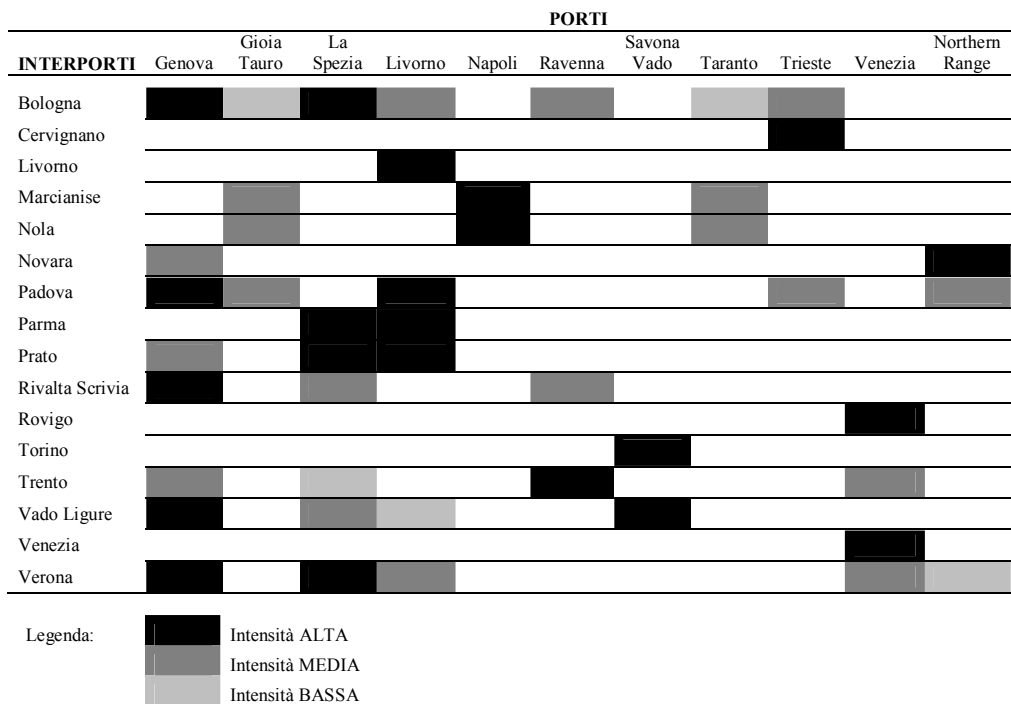 PORTI
INTERPORTI Genova Gioia Tauro La Spezia Livorno Napoli Ravenna Savona Vado Taranto Trieste Venezia Northern Range
Bologna
Cervignano
Livorno
Marcianise
Nola
Novara
Padova
Parma
Prato
Rivalta Scrivia
Rovigo
Torino
Trento
Vado Ligure
Venezia
Verona
Legenda:
Intensità ALTA
Intensità MEDIA
Intensità BASSA